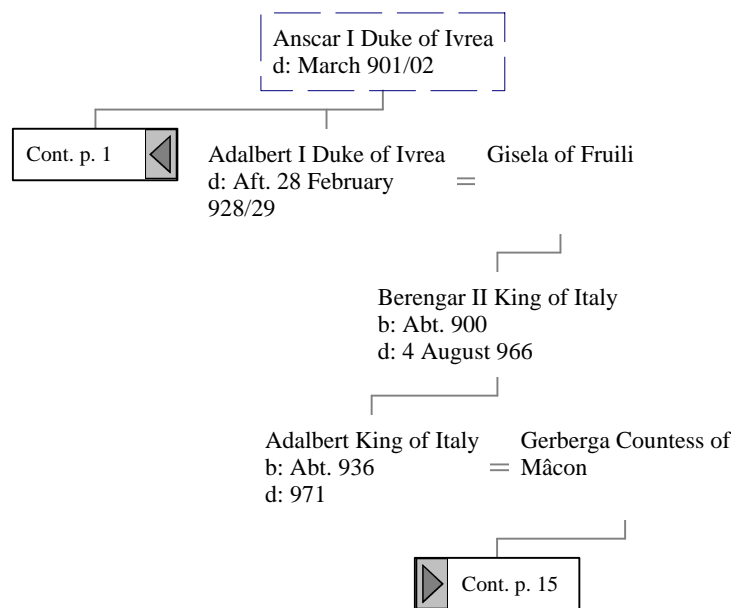 Anscar I Duke of Ivrea
d: March 901/02
Cont. p. 1
Adalbert I Duke of Ivrea
d: Aft. 28 February
928/29
=
Gisela of Fruili
Berengar II King of Italy
b: Abt. 900
d: 4 August 966
Adalbert King of Italy
b: Abt. 936
d: 971
=
Gerberga Countess of
Mâcon
Cont. p. 15